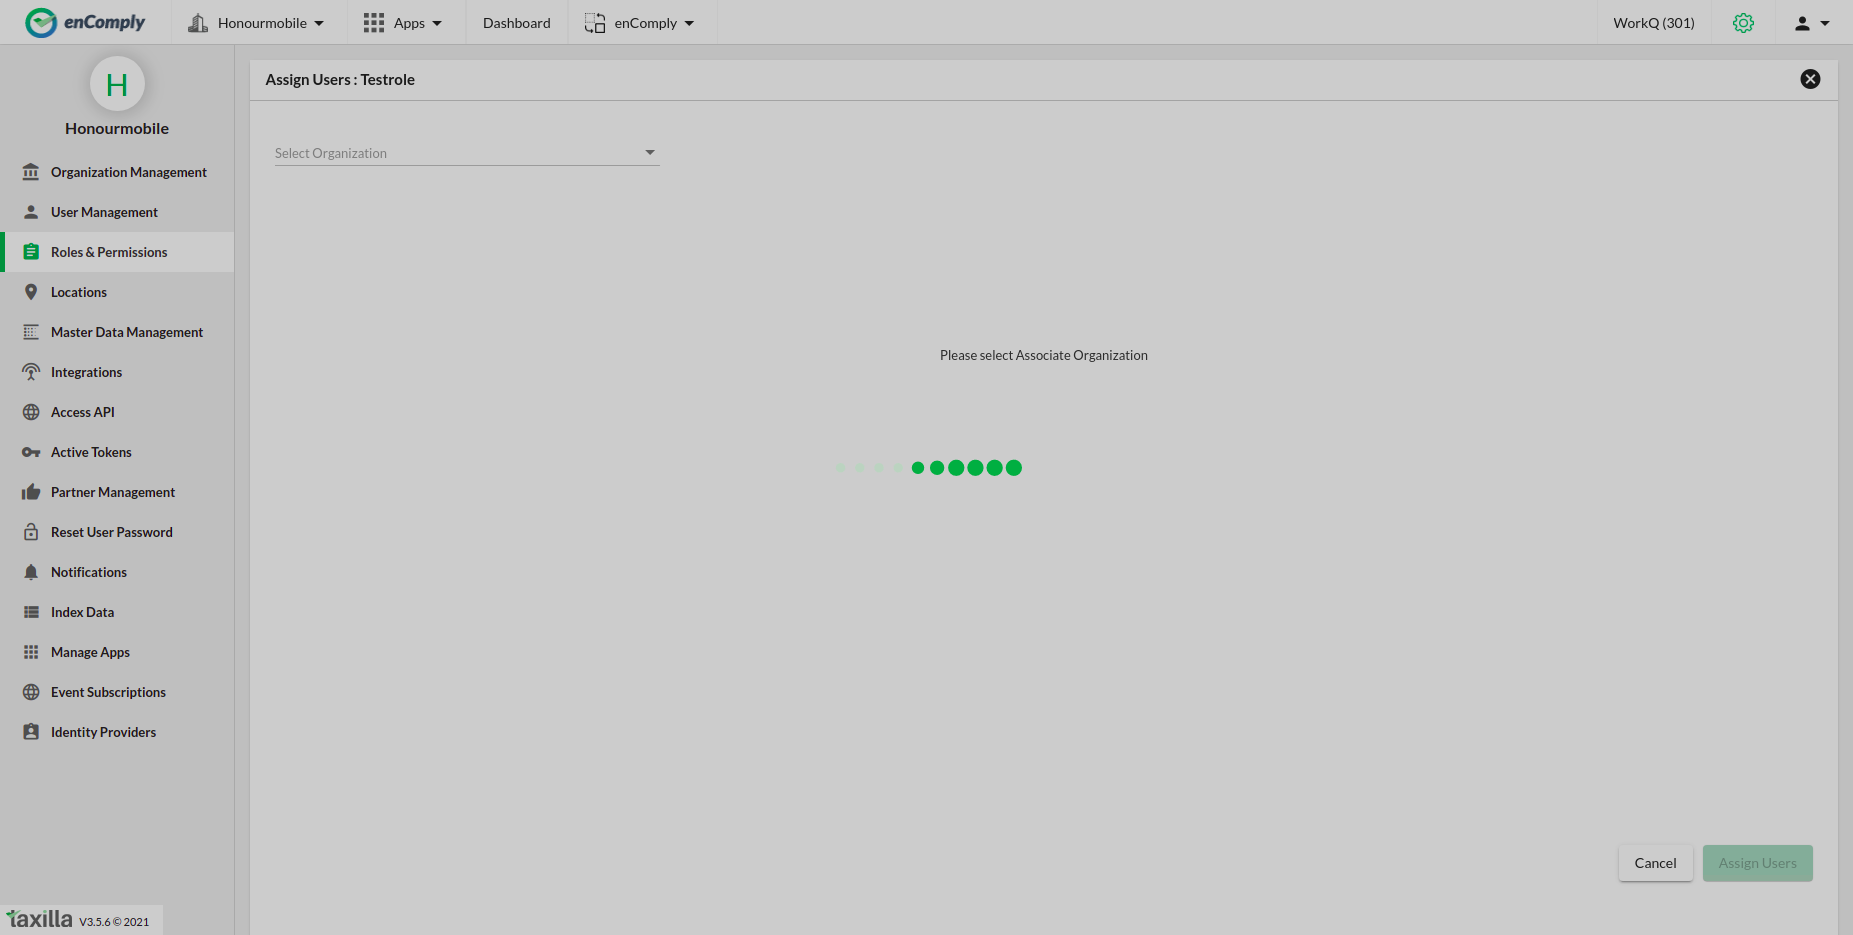 enComply
Honourmobile
Apps
Dashboard
enComply
WorkQ (301)
H
Honourmobile
Organization Management
User Management
Roles & Permissions
Locations
Master Data Management
Integrations
Access API
Active Tokens
Partner Management
Reset User Password
Notifications
Index Data
Manage Apps
Event Subscriptions
Identity Providers
taxilla V3.5.6 © 2021
Assign Users : Testrole
Select Organization
Please select Associate Organization
Cancel
Assign Users